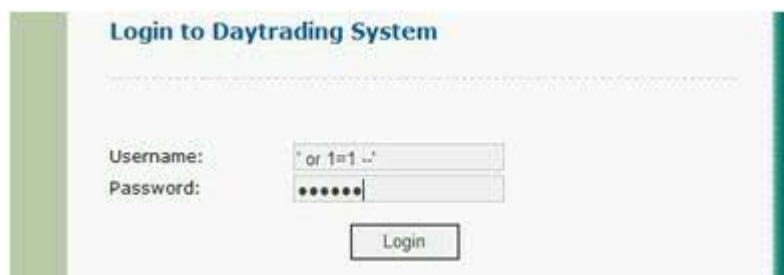 Login to Daytrading System
Username: ' or 1=1 --'
Password: ●●●●●●
Login